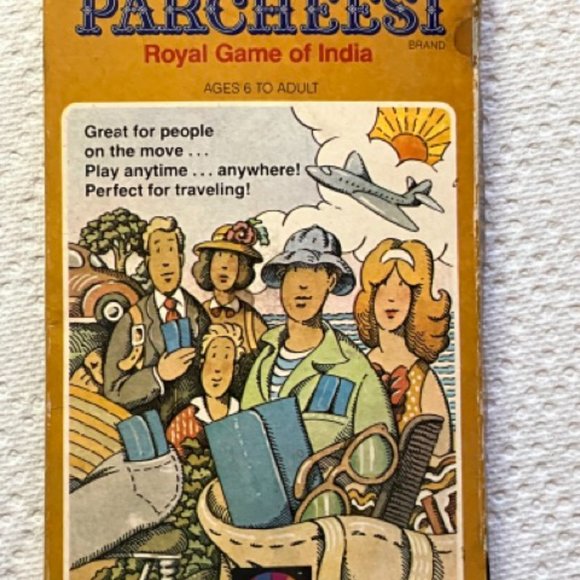 PARCHEESI
BRAND
Royal Game of India
AGES 6 TO ADULT
Great for people
on the move . . .
Play anytime . . . anywhere!
Perfect for traveling!